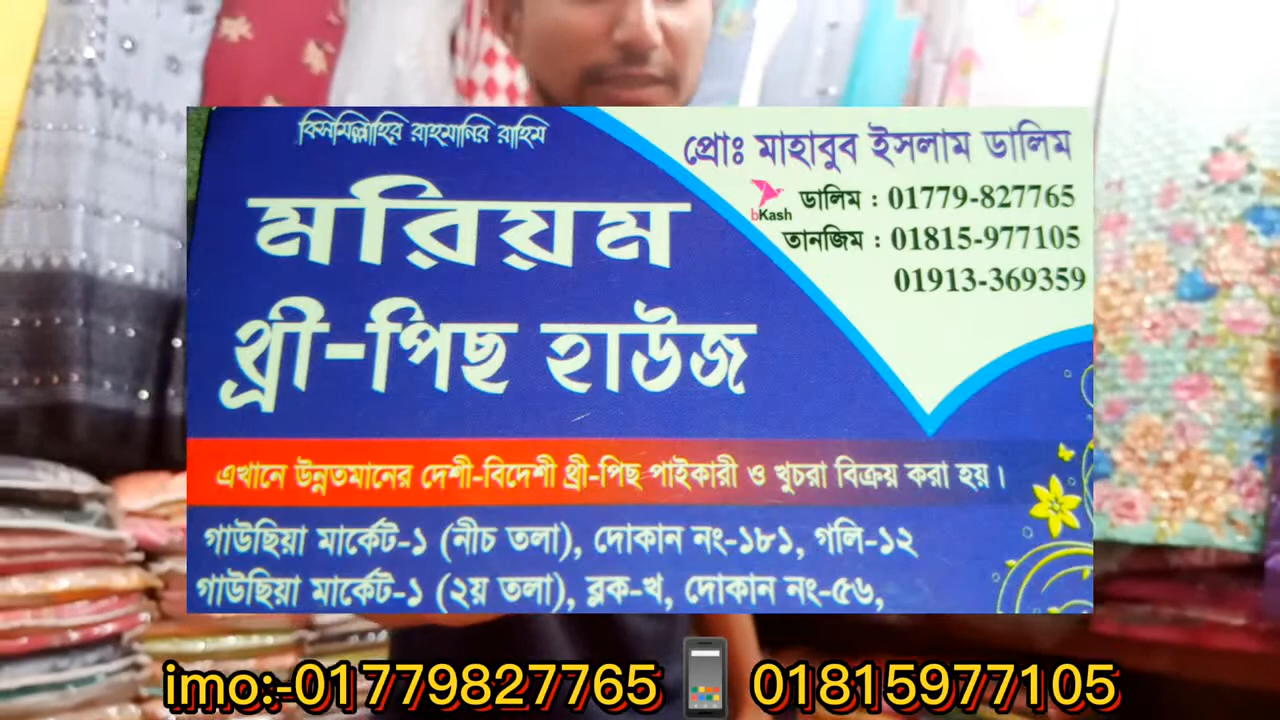 বিসমিল্লাহির রাহমানির রাহিম
মরিয়ম
থ্রী-পিছ হাউজ
প্রোঃ মাহাবুব ইসলাম ডালিম
bKash ডালিম : 01779-827765
তানজিম : 01815-977105
01913-369359
এখানে উন্নতমানের দেশী-বিদেশী থ্রী-পিছ পাইকারী ও খুচরা বিক্রয় করা হয়।
গাউছিয়া মার্কেট-১ (নীচ তলা), দোকান নং-১৮১, গলি-১২
গাউছিয়া মার্কেট-১ (২য় তলা), ব্লক-খ, দোকান নং-৫৬,
imo:-01779827765 01815977105